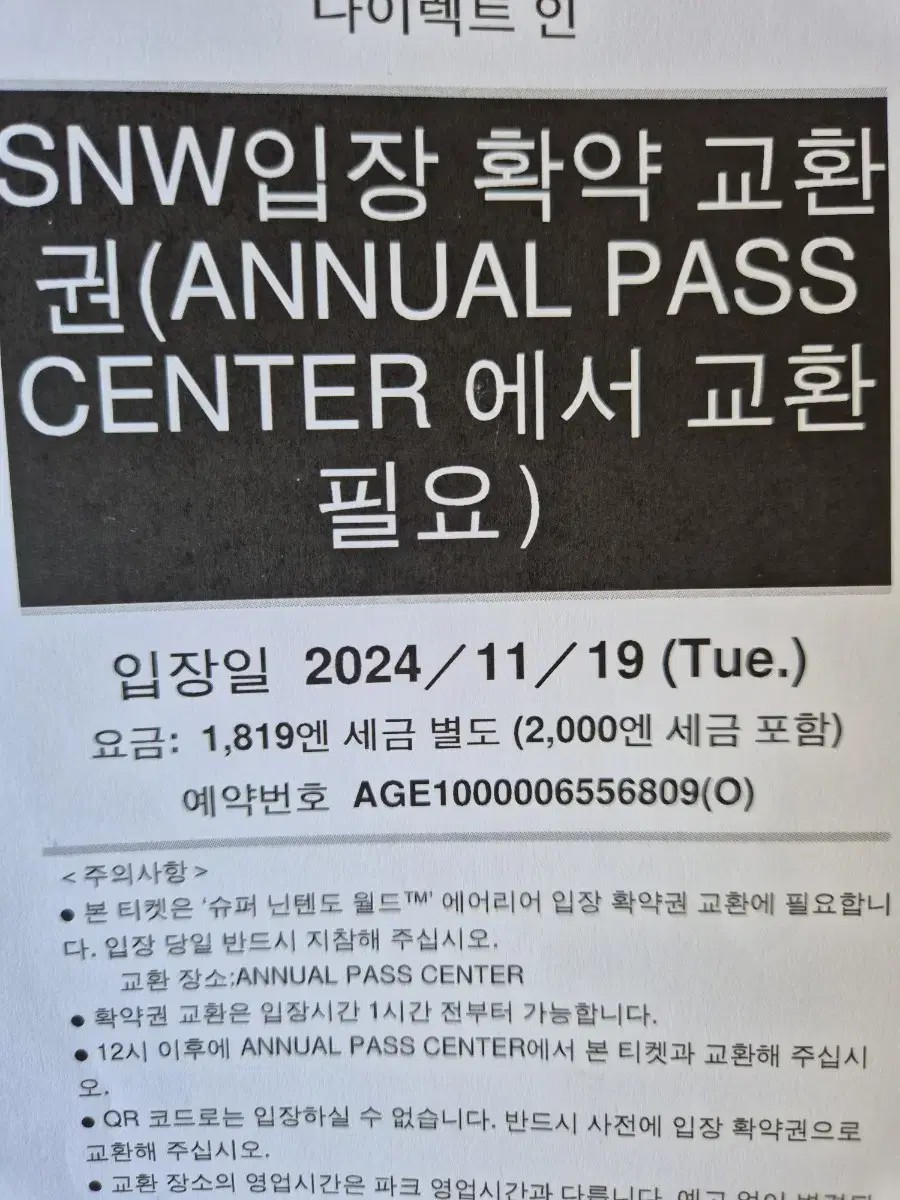 다이렉트 인
SNW입장 확약 교환
권(ANNUAL PASS
CENTER 에서 교환
필요)
입장일 2024／11／19 (Tue.)
요금: 1,819엔 세금 별도 (2,000엔 세금 포함)
예약번호 AGE1000006556809(O)
<주의사항>
● 본 티켓은 ‘슈퍼 닌텐도 월드™’ 에어리어 입장 확약권 교환에 필요합니
다. 입장 당일 반드시 지참해 주십시오.
교환 장소;ANNUAL PASS CENTER
● 확약권 교환은 입장시간 1시간 전부터 가능합니다.
● 12시 이후에 ANNUAL PASS CENTER에서 본 티켓과 교환해 주십시
오.
● QR 코드로는 입장하실 수 없습니다. 반드시 사전에 입장 확약권으로
교환해 주십시오.
● 교환 장소의 영업시간은 파크 영업시간과 다릅니다. 예고 없이